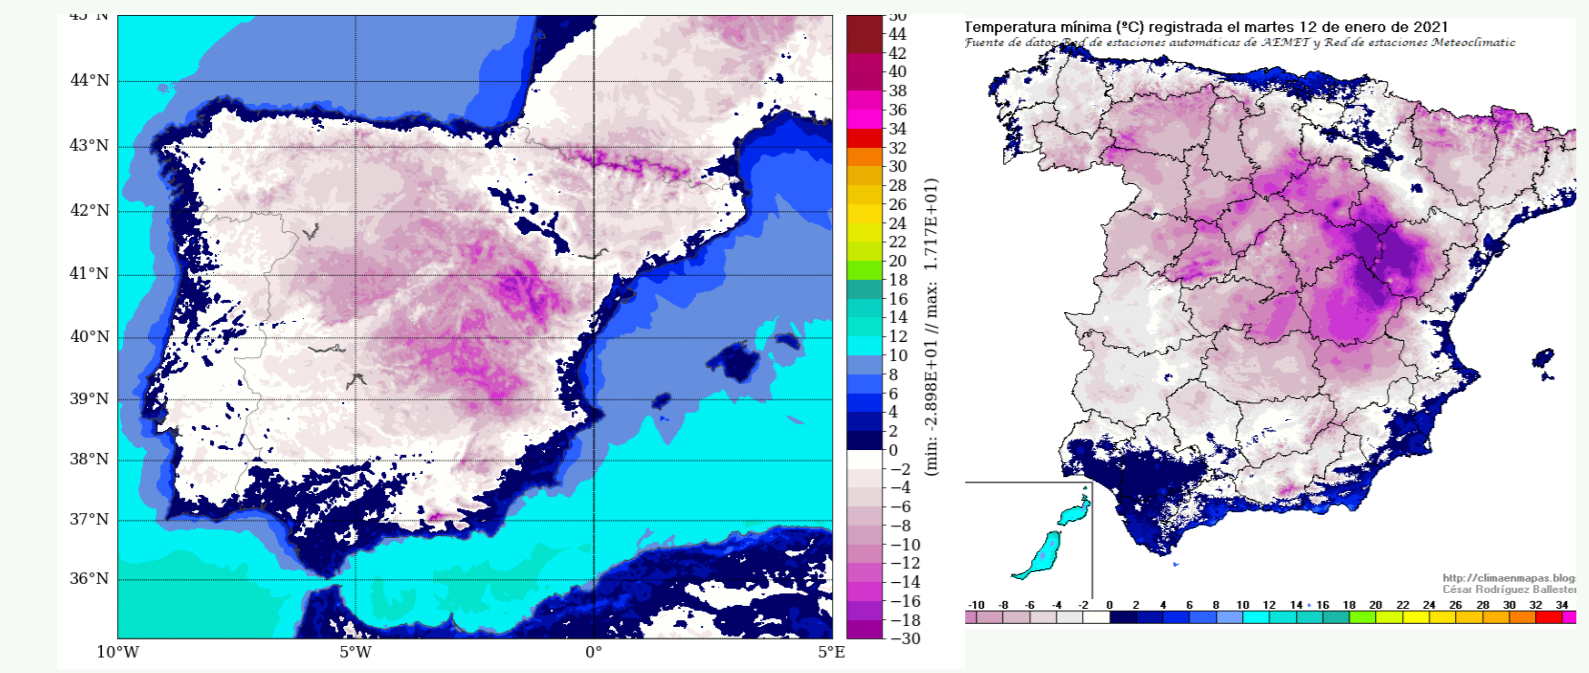 45°N
44°N
43°N
42°N
41°N
40°N
39°N
38°N
37°N
36°N
10°W 5°W 0° 5°E
50
44
42
40
38
36
34
32
30
28
26
24
22
20
18
16
14
12
10
8
6
4
2
0
−2
−4
−6
−8
−10
−12
−14
−16
−18
−30
(min: -2.898E+01 // max: 1.717E+01)
Temperatura mínima (ºC) registrada el martes 12 de enero de 2021
Fuente de datos: Red de estaciones automáticas de AEMET y Red de estaciones Meteoclimatic
http://climaenmapas.blogs
César Rodríguez Ballester
-10 -8 -6 -4 -2 0 2 4 6 8 10 12 14 16 18 20 22 24 26 28 30 32 34